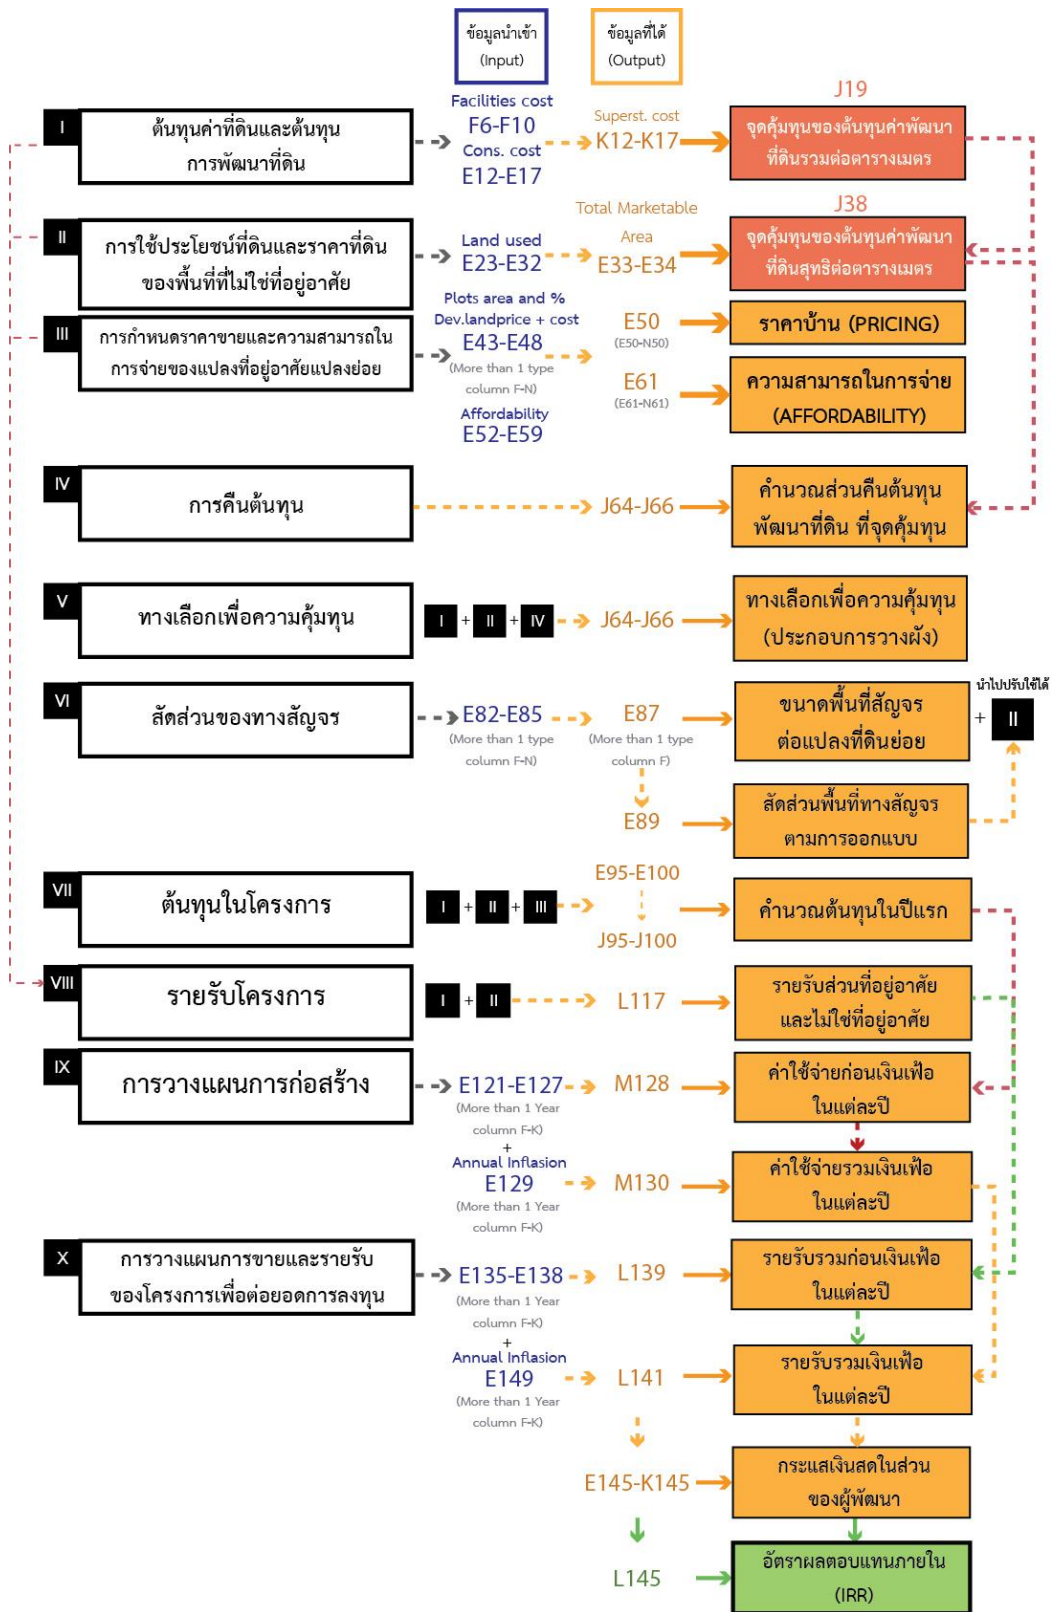 ข้อมูลนำเข้า
(Input)
ข้อมูลที่ได้
(Output)
I
ต้นทุนค่าที่ดินและต้นทุน
การพัฒนาที่ดิน
Facilities cost
F6-F10
Cons. cost
E12-E17
Superst. cost
K12-K17
J19
จุดคุ้มทุนของต้นทุนค่าพัฒนา
ที่ดินรวมต่อตารางเมตร
II
การใช้ประโยชน์ที่ดินและราคาที่ดิน
ของพื้นที่ที่ไม่ใช่ที่อยู่อาศัย
Land used
E23-E32
Total Marketable
Area
E33-E34
J38
จุดคุ้มทุนของต้นทุนค่าพัฒนา
ที่ดินสุทธิต่อตารางเมตร
III
การกำหนดราคาขายและความสามารถใน
การจ่ายของแปลงที่อยู่อาศัยแปลงย่อย
Plots area and %
Dev.landprice + cost
E43-E48
(More than 1 type
column F-N)
Affordability
E52-E59
E50
(E50-N50)
ราคาบ้าน (PRICING)
E61
(E61-N61)
ความสามารถในการจ่าย
(AFFORDABILITY)
IV
การคืนต้นทุน
J64-J66
คำนวณส่วนคืนต้นทุน
พัฒนาที่ดิน ที่จุดคุ้มทุน
V
ทางเลือกเพื่อความคุ้มทุน
I + II + IV
J64-J66
ทางเลือกเพื่อความคุ้มทุน
(ประกอบการวางผัง)
VI
สัดส่วนของทางสัญจร
E82-E85
(More than 1 type
column F-N)
E87
(More than 1 type
column F)
ขนาดพื้นที่สัญจร
ต่อแปลงที่ดินย่อย
นำไปปรับใช้ได้
+ II
E89
สัดส่วนพื้นที่ทางสัญจร
ตามการออกแบบ
VII
ต้นทุนในโครงการ
I + II + III
E95-E100
J95-J100
คำนวณต้นทุนในปีแรก
VIII
รายรับโครงการ
I + II
L117
รายรับส่วนที่อยู่อาศัย
และไม่ใช่ที่อยู่อาศัย
IX
การวางแผนการก่อสร้าง
E121-E127
(More than 1 Year
column F-K)
M128
ค่าใช้จ่ายก่อนเงินเฟ้อ
ในแต่ละปี
+
Annual Inflasion
E129
(More than 1 Year
column F-K)
M130
ค่าใช้จ่ายรวมเงินเฟ้อ
ในแต่ละปี
X
การวางแผนการขายและรายรับ
ของโครงการเพื่อต่อยอดการลงทุน
E135-E138
(More than 1 Year
column F-K)
L139
รายรับรวมก่อนเงินเฟ้อ
ในแต่ละปี
+
Annual Inflasion
E149
(More than 1 Year
column F-K)
L141
รายรับรวมเงินเฟ้อ
ในแต่ละปี
E145-K145
กระแสเงินสดในส่วน
ของผู้พัฒนา
L145
อัตราผลตอบแทนภายใน
(IRR)